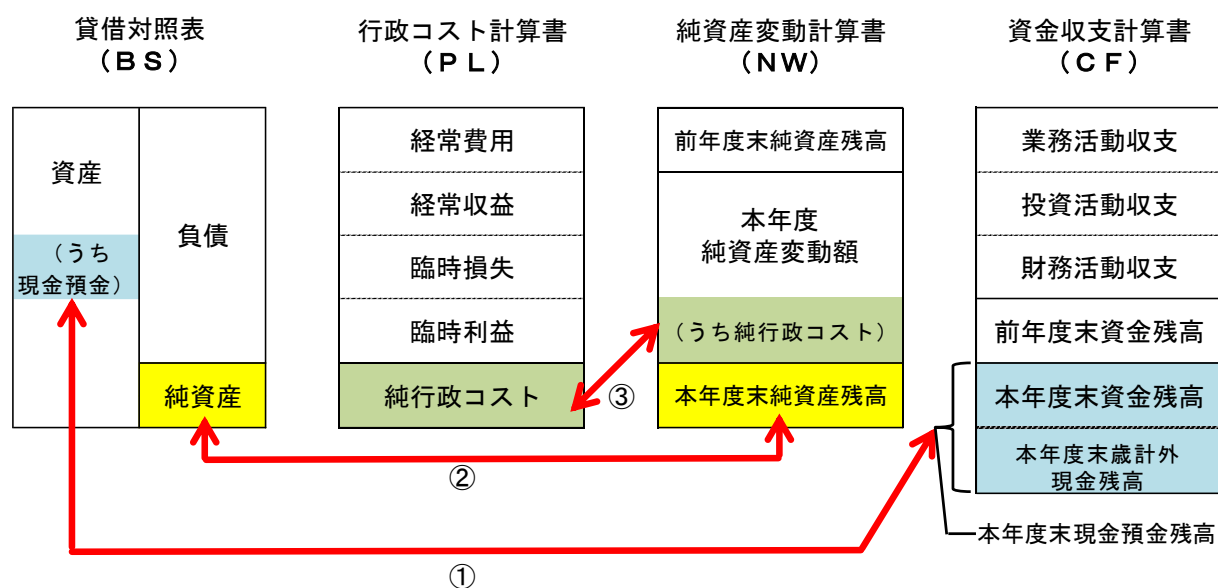 貸借対照表
（ＢＳ）
行政コスト計算書
（ＰＬ）
純資産変動計算書
（NW）
資金収支計算書
（ＣＦ）
資産
（うち
現金預金）
負債
純資産
経常費用
経常収益
臨時損失
臨時利益
純行政コスト
前年度末純資産残高
本年度
純資産変動額
（うち純行政コスト）
本年度末純資産残高
業務活動収支
投資活動収支
財務活動収支
前年度末資金残高
本年度末資金残高
本年度末歳計外
現金残高
本年度末現金預金残高
③
②
①